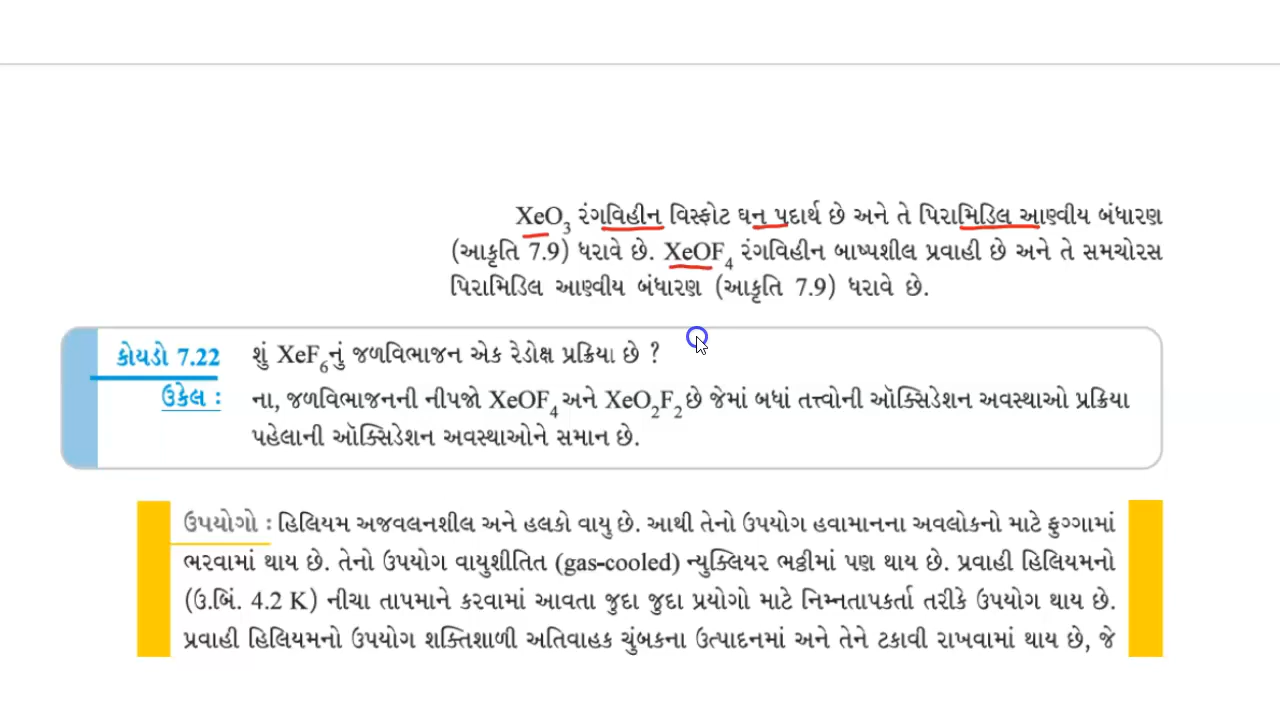 XeO₃ રંગવિહીન વિસ્ફોટ ઘન પદાર્થ છે અને તે પિરામિડિલ આણ્વીય બંધારણ
(આકૃતિ 7.9) ધરાવે છે. XeOF₄ રંગવિહીન બાષ્પશીલ પ્રવાહી છે અને તે સમચોરસ
પિરામિડિલ આણ્વીય બંધારણ (આકૃતિ 7.9) ધરાવે છે.
કોયડો 7.22 શું XeF₆નું જળવિભાજન એક રેડોક્ષ પ્રક્રિયા છે ?
ઉકેલ : ના, જળવિભાજનની નીપજો XeOF₄ અને XeO₂F₂ છે જેમાં બધાં તત્ત્વોની ઑક્સિડેશન અવસ્થાઓ પ્રક્રિયા
પહેલાની ઑક્સિડેશન અવસ્થાઓને સમાન છે.
ઉપયોગો : હિલિયમ અજવલનશીલ અને હલકો વાયુ છે. આથી તેનો ઉપયોગ હવામાનના અવલોકનો માટે ફુગ્ગામાં
ભરવામાં થાય છે. તેનો ઉપયોગ વાયુશીતિત (gas-cooled) ન્યુક્લિયર ભઠ્ઠીમાં પણ થાય છે. પ્રવાહી હિલિયમનો
(ઉ.બિં. 4.2 K) નીચા તાપમાને કરવામાં આવતા જુદા જુદા પ્રયોગો માટે નિમ્નતાપકર્તા તરીકે ઉપયોગ થાય છે.
પ્રવાહી હિલિયમનો ઉપયોગ શક્તિશાળી અતિવાહક ચુંબકના ઉત્પાદનમાં અને તેને ટકાવી રાખવામાં થાય છે, જે